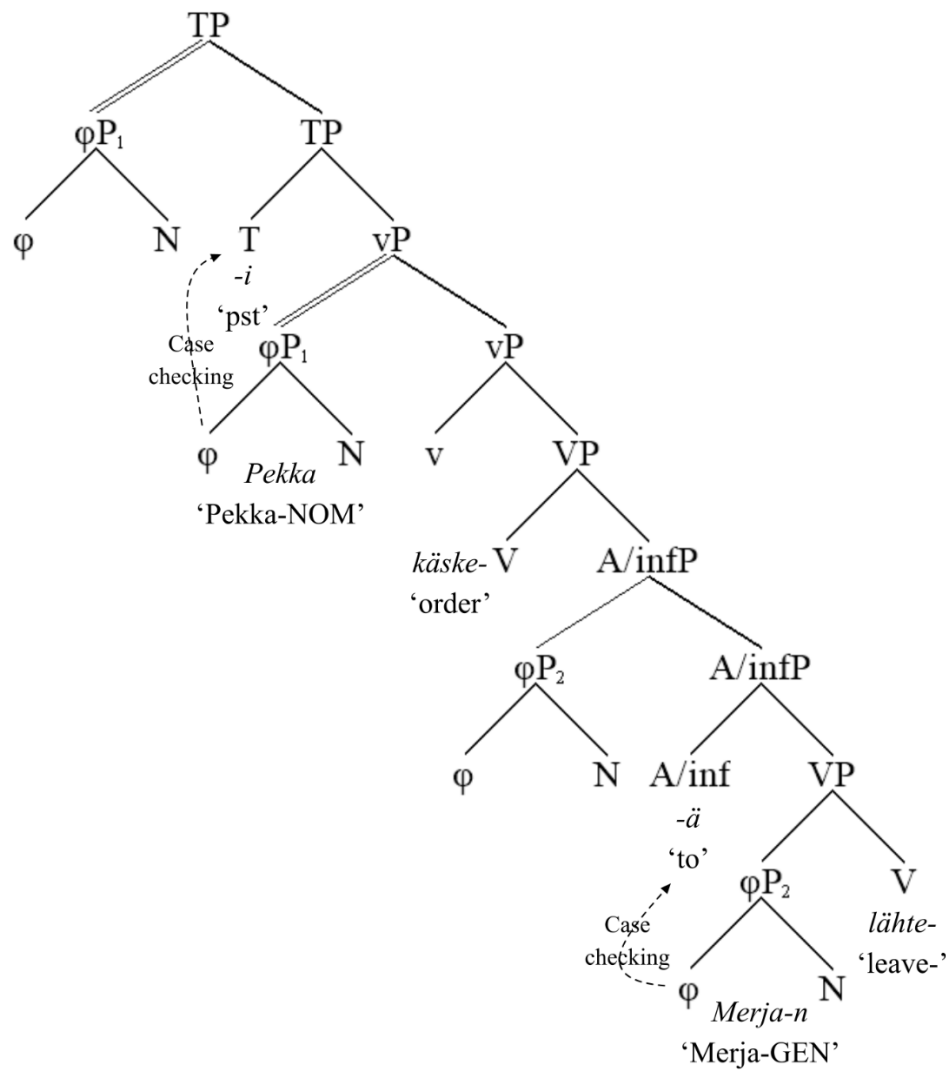 TP
φP₁ TP
φ N T vP
-i
‘pst’
Case
checking
φP₁ vP
φ N v VP
Pekka
‘Pekka-NOM’
käske- V A/infP
‘order’
φP₂ A/infP
φ N A/inf VP
-ä
‘to’
φP₂ V
Case
checking
lähte-
‘leave-’
φ N
Merja-n
‘Merja-GEN’